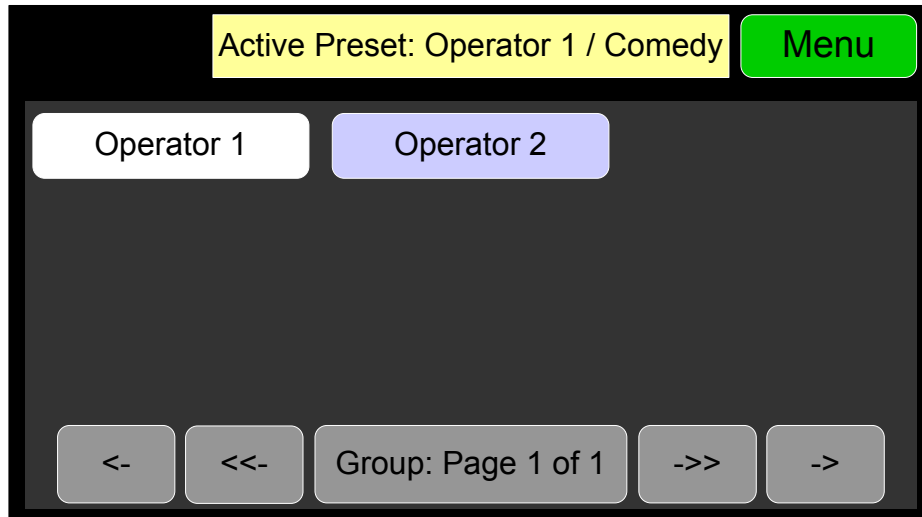 Active Preset: Operator 1 / Comedy
Menu
Operator 1
Operator 2
<-
<<-
Group: Page 1 of 1
->>
->